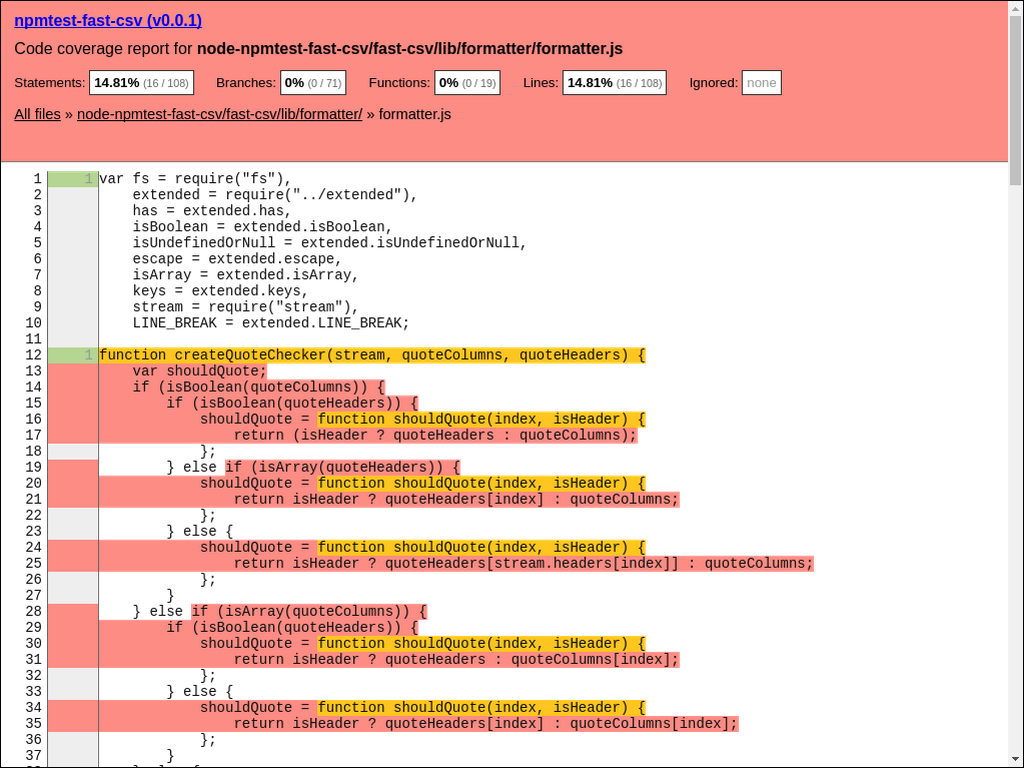 npmtest-fast-csv (v0.0.1)
Code coverage report for node-npmtest-fast-csv/fast-csv/lib/formatter/formatter.js
Statements: 14.81% (16 / 108) Branches: 0% (0 / 71) Functions: 0% (0 / 19) Lines: 14.81% (16 / 108) Ignored: none
All files » node-npmtest-fast-csv/fast-csv/lib/formatter/ » formatter.js
1 1 var fs = require("fs"),
2     extended = require("../extended"),
3     has = extended.has,
4     isBoolean = extended.isBoolean,
5     isUndefinedOrNull = extended.isUndefinedOrNull,
6     escape = extended.escape,
7     isArray = extended.isArray,
8     keys = extended.keys,
9     stream = require("stream"),
10     LINE_BREAK = extended.LINE_BREAK;
11
12 1 function createQuoteChecker(stream, quoteColumns, quoteHeaders) {
13     var shouldQuote;
14     if (isBoolean(quoteColumns)) {
15         if (isBoolean(quoteHeaders)) {
16             shouldQuote = function shouldQuote(index, isHeader) {
17                 return (isHeader ? quoteHeaders : quoteColumns);
18             };
19         } else if (isArray(quoteHeaders)) {
20             shouldQuote = function shouldQuote(index, isHeader) {
21                 return isHeader ? quoteHeaders[index] : quoteColumns;
22             };
23         } else {
24             shouldQuote = function shouldQuote(index, isHeader) {
25                 return isHeader ? quoteHeaders[stream.headers[index]] : quoteColumns;
26             };
27         }
28     } else if (isArray(quoteColumns)) {
29         if (isBoolean(quoteHeaders)) {
30             shouldQuote = function shouldQuote(index, isHeader) {
31                 return isHeader ? quoteHeaders : quoteColumns[index];
32             };
33         } else {
34             shouldQuote = function shouldQuote(index, isHeader) {
35                 return isHeader ? quoteHeaders[index] : quoteColumns[index];
36             };
37         }